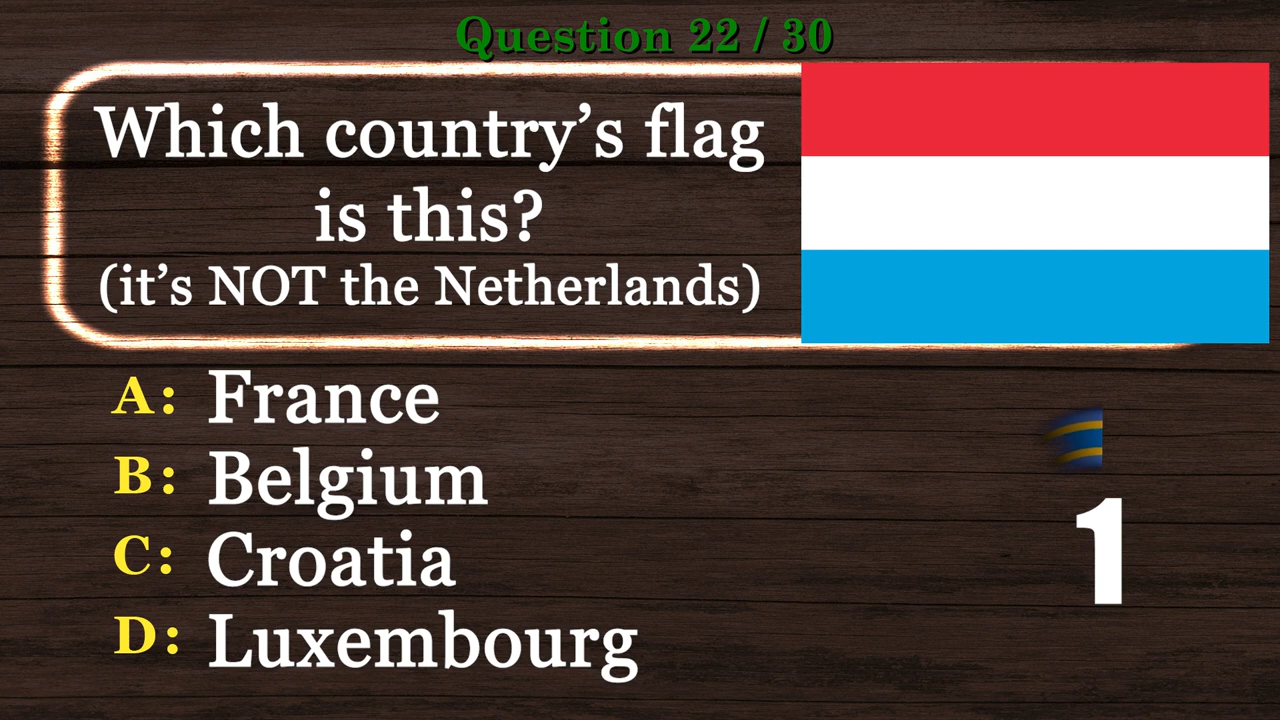 Question 22 / 30
Which country’s flag
is this?
(it’s NOT the Netherlands)
A: France
B: Belgium
C: Croatia
D: Luxembourg
1